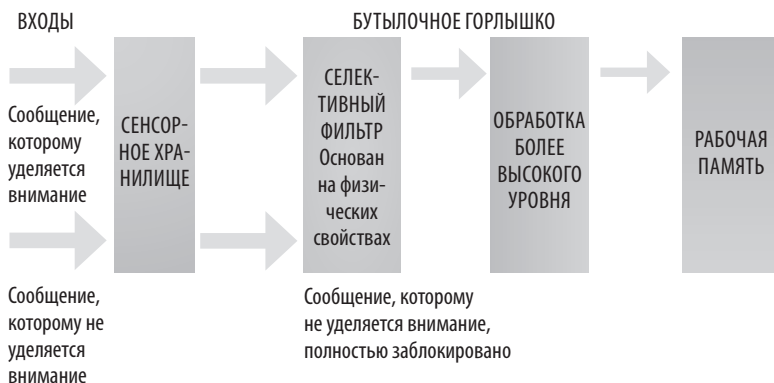 ВХОДЫ
БУТЫЛОЧНОЕ ГОРЛЫШКО
Сообщение,
которому
уделяется
внимание
СЕНСОР-
НОЕ ХРА-
НИЛИЩЕ
СЕЛЕК-
ТИВНЫЙ
ФИЛЬТР
Основан
на физи-
ческих
свойствах
ОБРАБОТКА
БОЛЕЕ
ВЫСОКОГО
УРОВНЯ
РАБОЧАЯ
ПАМЯТЬ
Сообщение,
которому не
уделяется
внимание
Сообщение, которому
не уделяется внимание,
полностью заблокировано